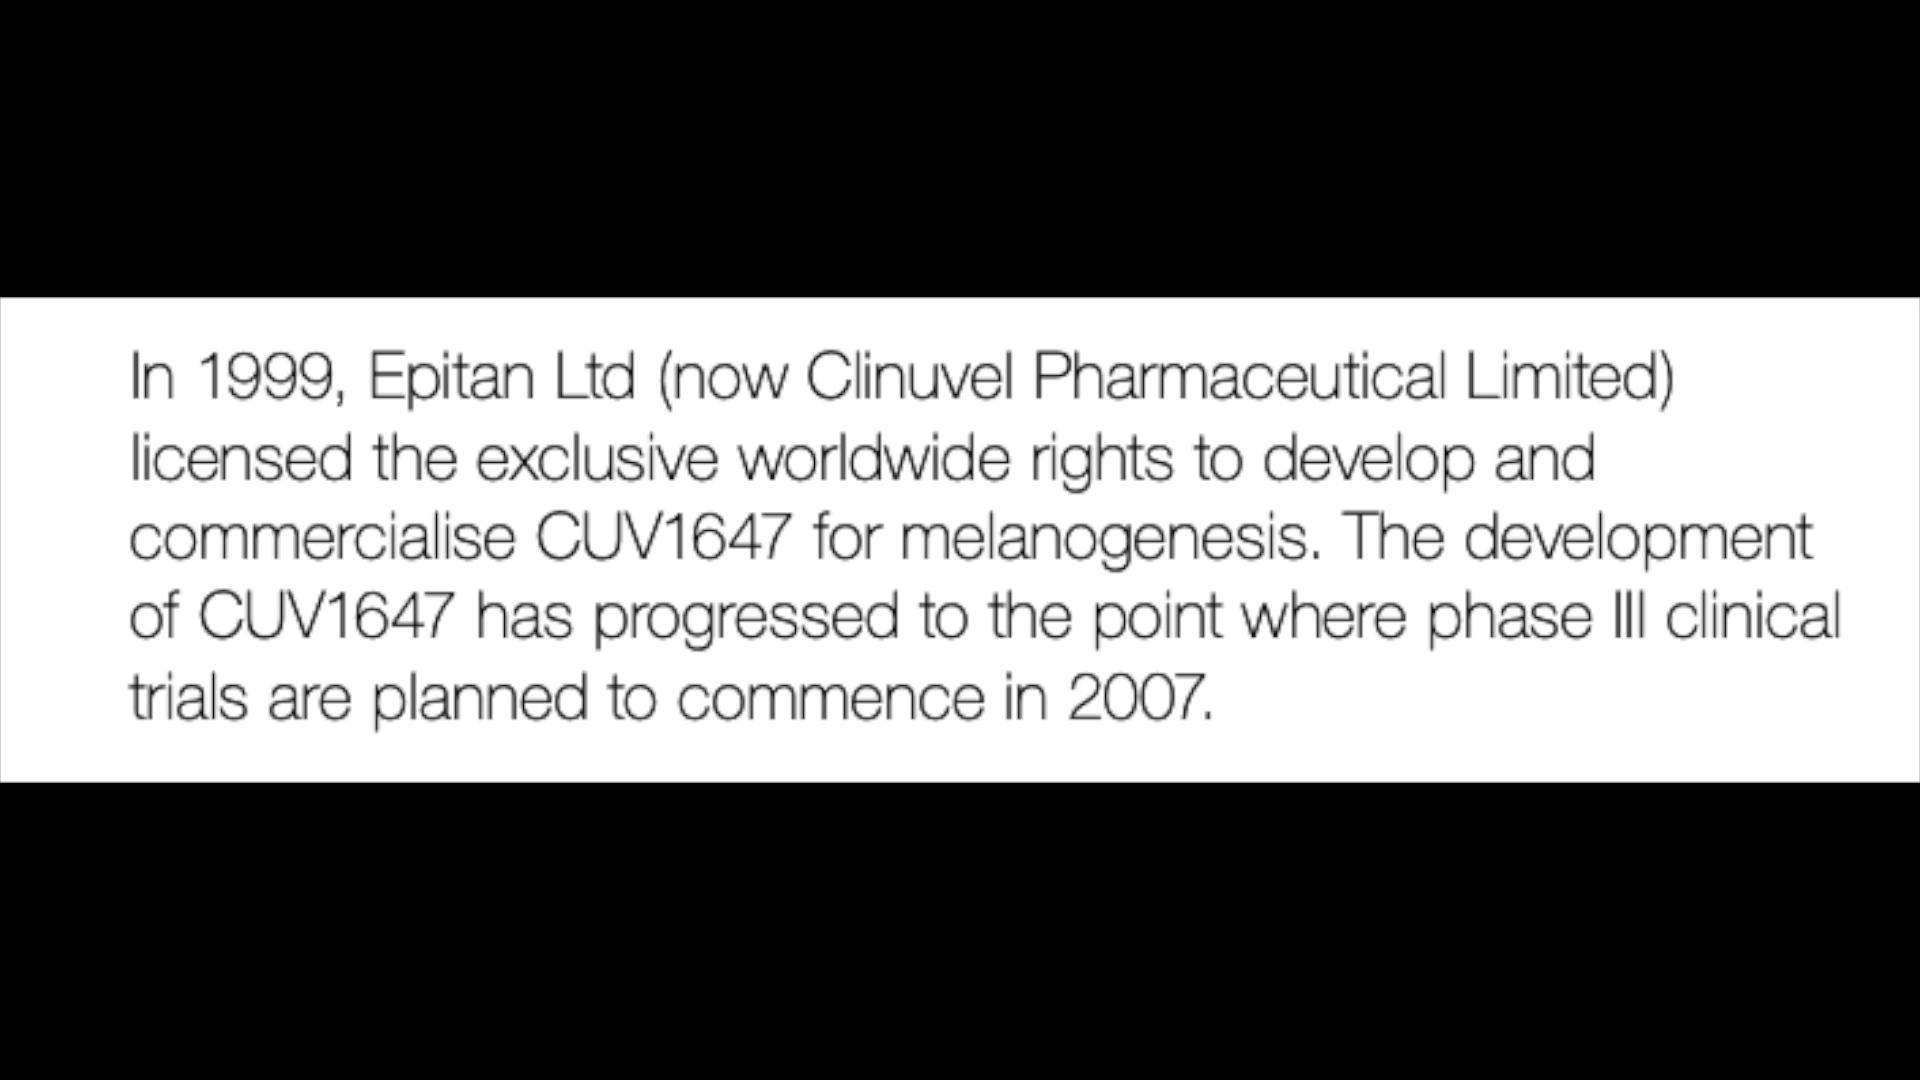 In 1999, Epitan Ltd (now Clinuvel Pharmaceutical Limited)
licensed the exclusive worldwide rights to develop and
commercialise CUV1647 for melanogenesis. The development
of CUV1647 has progressed to the point where phase III clinical
trials are planned to commence in 2007.